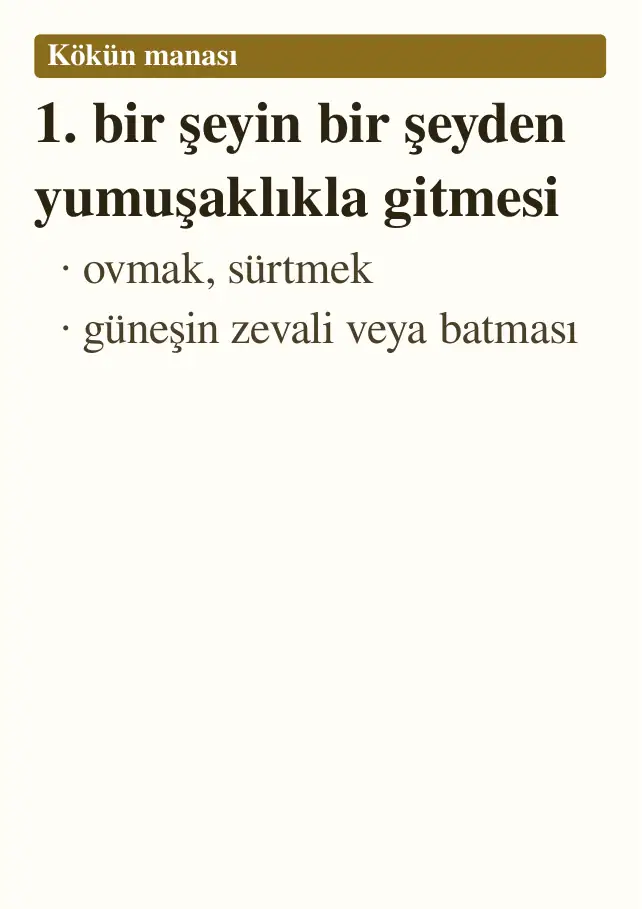 Kökün manası
1. bir şeyin bir şeyden
yumuşaklıkla gitmesi
· ovmak, sürtmek
· güneşin zevali veya batması